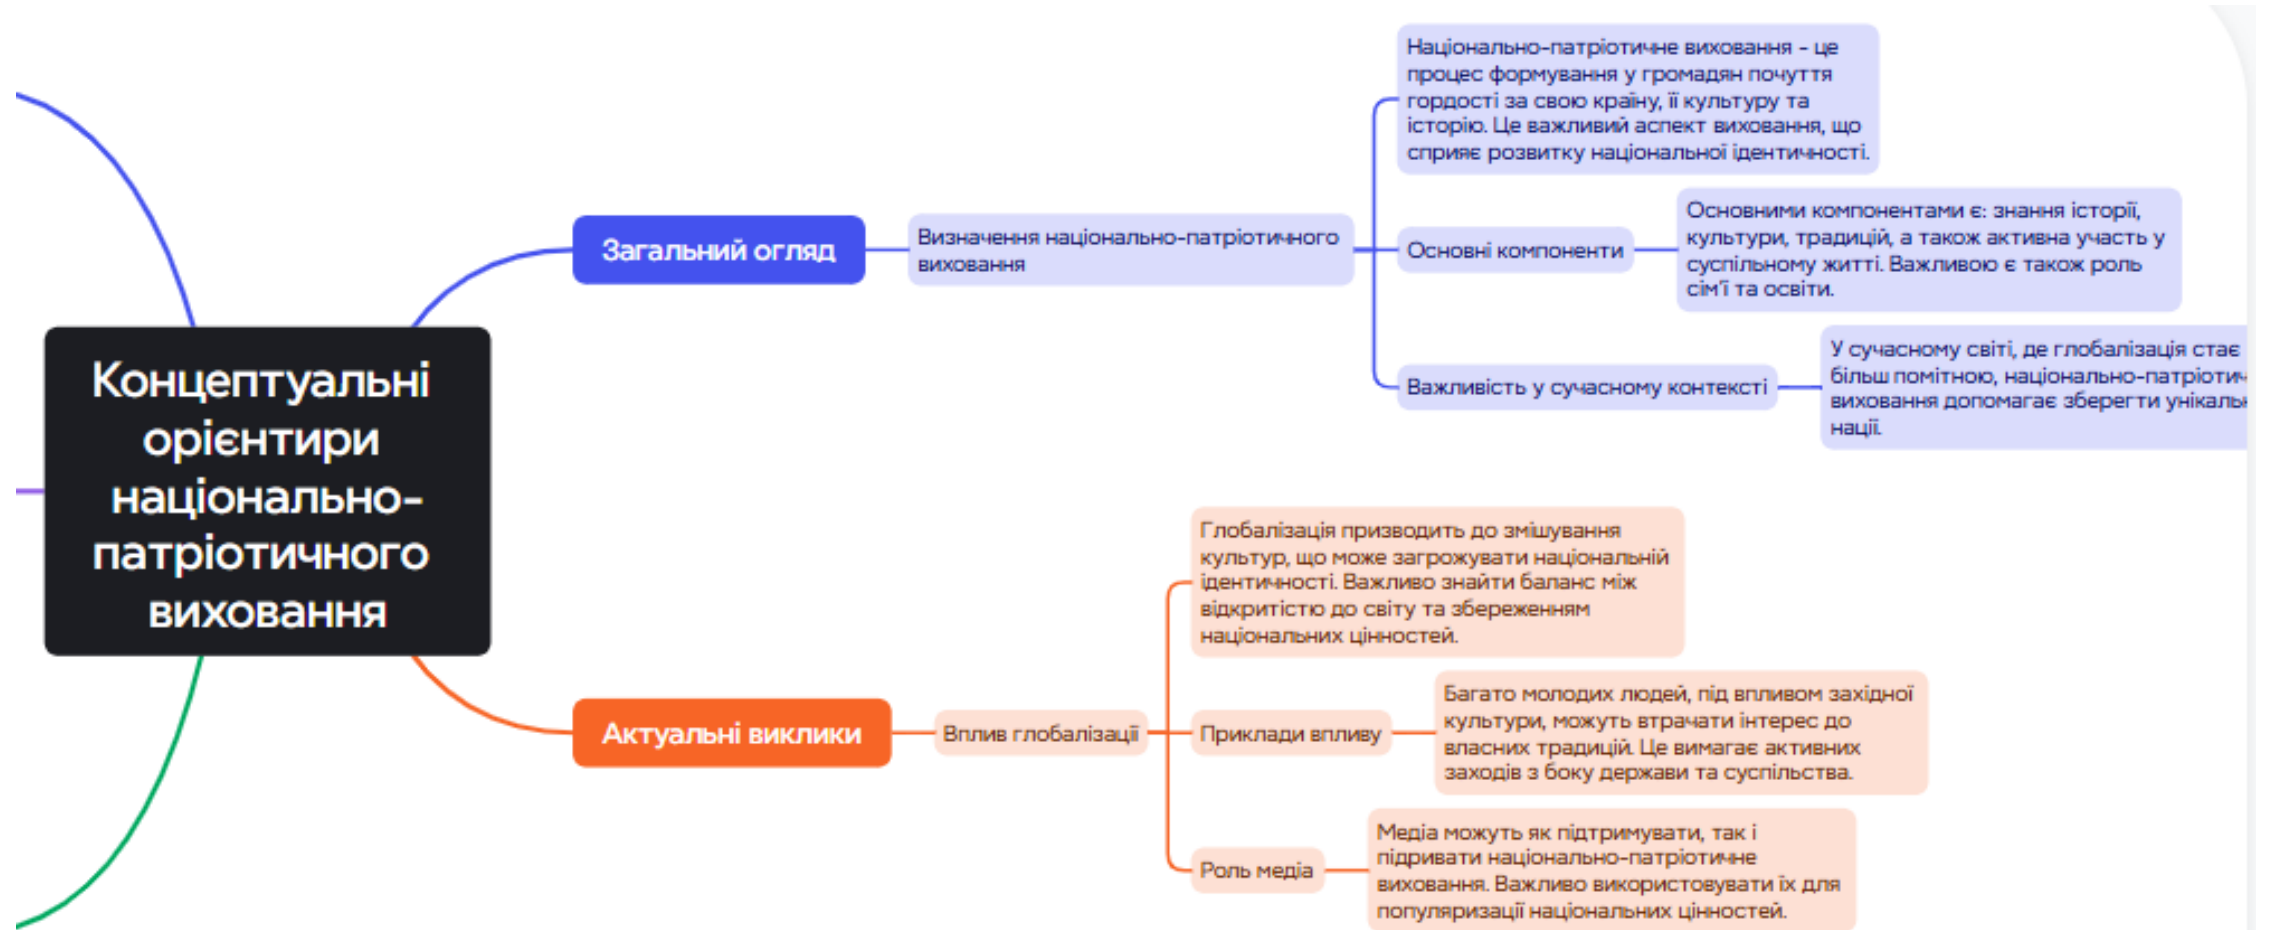 Концептуальні
орієнтири
національно-
патріотичного
виховання
Загальний огляд
Визначення національно-патріотичного
виховання
Національно-патріотичне виховання - це
процес формування у громадян почуття
гордості за свою країну, її культуру та
історію. Це важливий аспект виховання, що
сприяє розвитку національної ідентичності.
Основні компоненти
Основними компонентами є: знання історії,
культури, традицій, а також активна участь у
суспільному житті. Важливою є також роль
сім'ї та освіти.
Важливість у сучасному контексті
У сучасному світі, де глобалізація стає
більш помітною,
виховання допомагає зберегти
нації.
Актуальні виклики
Вплив глобалізації
Глобалізація призводить до змішування
культур, що може загрожувати національній
ідентичності. Важливо знайти баланс між
відкритістю до світу та збереженням
національних цінностей.
Приклади впливу
Багато молодих людей, під впливом західної
культури, можуть втрачати інтерес до
власних традицій. Це вимагає активних
заходів з боку держави та суспільства.
Роль медіа
Медіа можуть як підтримувати, так і
підривати національно-патріотичне
виховання. Важливо використовувати їх для
популяризації національних цінностей.